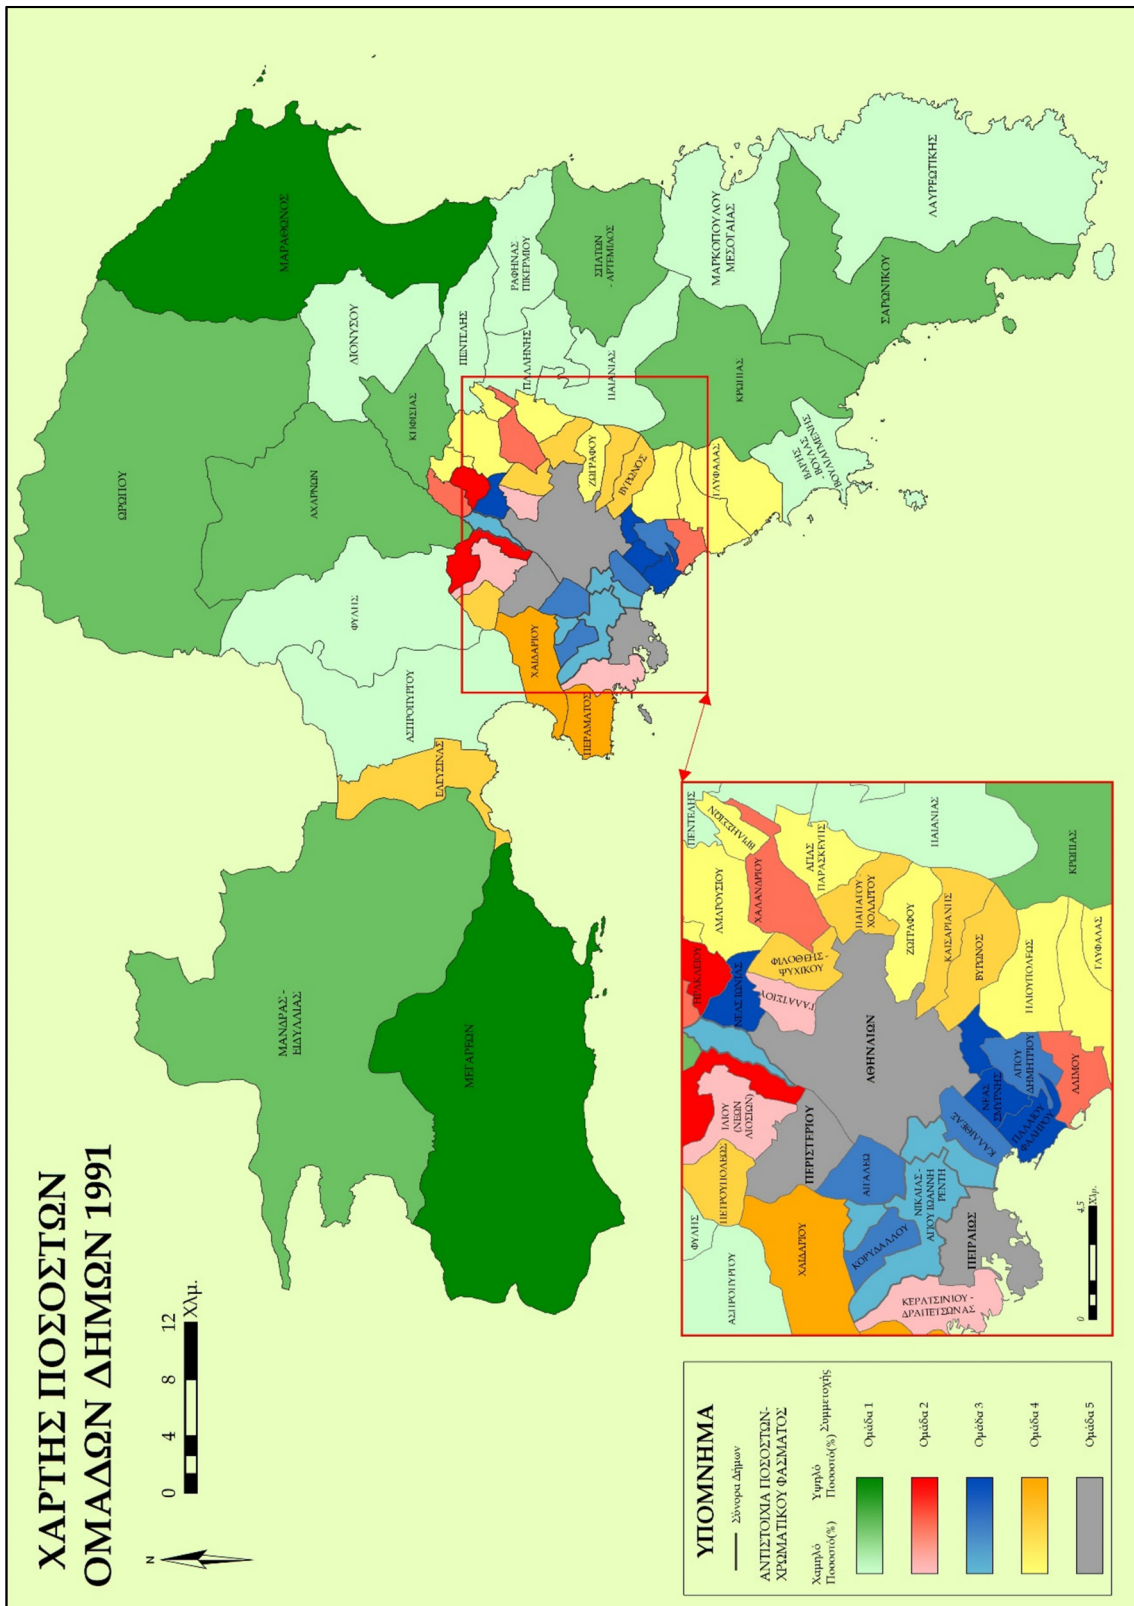 ΧΑΡΤΗΣ ΠΟΣΟΣΤΩΝ
ΟΜΑΔΩΝ ΔΗΜΩΝ 1991
N
0 4 8 12
Χλμ.
ΩΡΩΠΟΥ
ΜΑΡΑΘΩΝΟΣ
ΑΧΑΡΝΩΝ
ΔΙΟΝΥΣΟΥ
ΦΥΛΗΣ
ΚΗΦΙΣΙΑΣ
ΑΣΠΡΟΠΥΡΓΟΥ
ΠΕΝΤΕΛΗΣ
ΡΑΦΗΝΑΣ
ΠΙΚΕΡΜΙΟΥ
ΜΑΝΔΡΑΣ -
ΕΙΔΥΛΛΙΑΣ
ΕΛΕΥΣΙΝΑΣ
ΜΕΓΑΡΕΩΝ
ΧΑΙΔΑΡΙΟΥ
ΠΕΡΑΜΑΤΟΣ
ΖΩΓΡΑΦΟΥ
ΒΥΡΩΝΟΣ
ΠΑΛΛΗΝΗΣ
ΠΑΙΑΝΙΑΣ
ΣΠΑΤΩΝ
- ΑΡΤΕΜΙΔΟΣ
ΓΛΥΦΑΔΑΣ
ΚΡΩΠΙΑΣ
ΜΑΡΚΟΠΟΥΛΟΥ
ΜΕΣΟΓΑΙΑΣ
ΒΑΡΗΣ
- ΒΟΥΛΑΣ -
ΒΟΥΛΙΑΓΜΕΝΗΣ
ΣΑΡΩΝΙΚΟΥ
ΛΑΥΡΕΩΤΙΚΗΣ
ΥΠΟΜΝΗΜΑ
Σύνορα Δήμων
ΑΝΤΙΣΤΟΙΧΙΑ ΠΟΣΟΣΤΩΝ-
ΧΡΩΜΑΤΙΚΟΥ ΦΑΣΜΑΤΟΣ
Χαμηλό Υψηλό
Ποσοστό(%) Ποσοστό(%) Συμμετοχής
Ομάδα 1
Ομάδα 2
Ομάδα 3
Ομάδα 4
Ομάδα 5
ΦΥΛΗΣ
ΑΣΠΡΟΠΥΡΓΟΥ
ΠΕΤΡΟΥΠΟΛΕΩΣ
ΙΛΙΟΥ
(ΝΕΩΝ
ΛΙΟΣΙΩΝ)
ΗΡΑΚΛΕΙΟΥ
ΑΜΑΡΟΥΣΙΟΥ
ΠΕΝΤΕΛΗΣ
ΒΡΙΛΗΣΣΙΩΝ
ΝΕΑΣ ΙΩΝΙΑΣ
ΧΑΛΑΝΔΡΙΟΥ
ΓΑΛΑΤΣΙΟΥ
ΦΙΛΟΘΕΗΣ -
ΨΥΧΙΚΟΥ
ΑΓΙΑΣ
ΠΑΡΑΣΚΕΥΗΣ
ΧΑΙΔΑΡΙΟΥ
ΠΕΡΙΣΤΕΡΙΟΥ
ΠΑΠΑΓΟΥ -
ΧΟΛΑΡΓΟΥ
ΑΘΗΝΑΙΩΝ
ΑΙΓΑΛΕΩ
ΖΩΓΡΑΦΟΥ
ΠΑΙΑΝΙΑΣ
ΚΟΡΥΔΑΛΛΟΥ
ΚΕΡΑΤΣΙΝΙΟΥ -
ΔΡΑΠΕΤΣΩΝΑΣ
ΝΙΚΑΙΑΣ -
ΑΓΙΟΥ ΙΩΑΝΝΗ
ΡΕΝΤΗ
ΚΑΙΣΑΡΙΑΝΗΣ
ΒΥΡΩΝΟΣ
ΚΑΛΛΙΘΕΑΣ
ΠΕΙΡΑΙΩΣ
ΝΕΑΣ
ΣΜΥΡΝΗΣ
ΑΓΙΟΥ
ΔΗΜΗΤΡΙΟΥ
ΗΛΙΟΥΠΟΛΕΩΣ
ΚΡΩΠΙΑΣ
ΠΑΛΑΙΟΥ
ΦΑΛΗΡΟΥ
ΑΛΙΜΟΥ
ΓΛΥΦΑΔΑΣ
0 4,5
Χλμ.